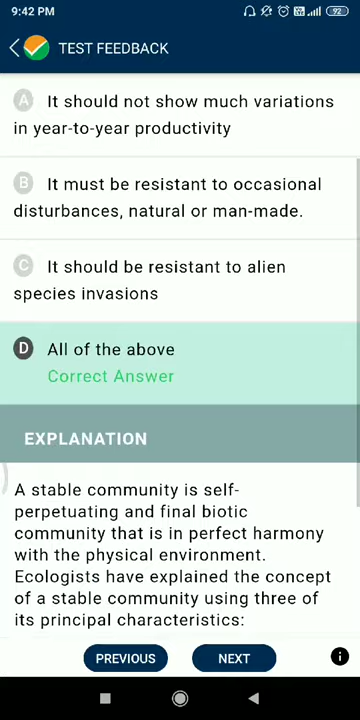 9:42 PM
92
TEST FEEDBACK
A It should not show much variations
in year-to-year productivity
B It must be resistant to occasional
disturbances, natural or man-made.
C It should be resistant to alien
species invasions
D All of the above
Correct Answer
EXPLANATION
A stable community is self-
perpetuating and final biotic
community that is in perfect harmony
with the physical environment.
Ecologists have explained the concept
of a stable community using three of
its principal characteristics:
PREVIOUS NEXT